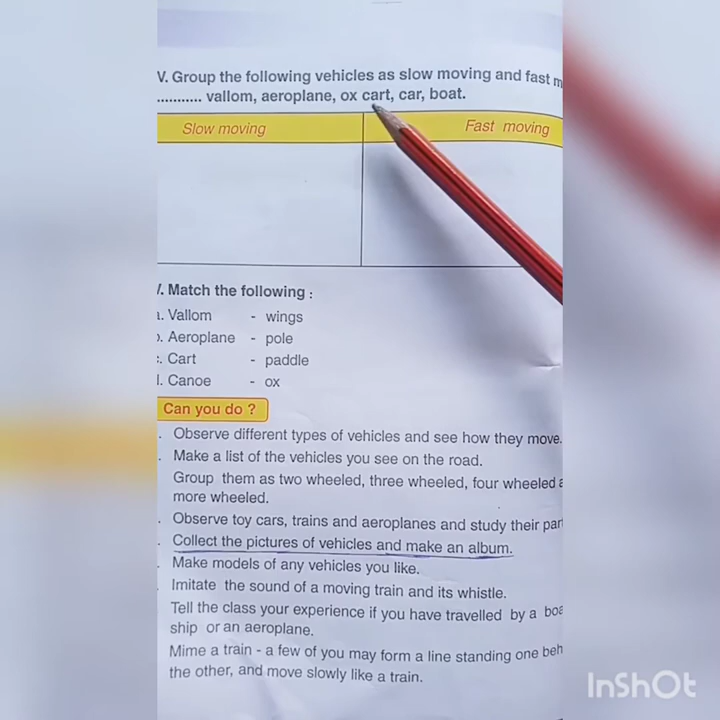 V. Group the following vehicles as slow moving and fast m
........... vallom, aeroplane, ox cart, car, boat.
Slow moving Fast moving
/. Match the following :
a. Vallom - wings
b. Aeroplane - pole
c. Cart - paddle
d. Canoe - ox
Can you do ?
. Observe different types of vehicles and see how they move.
. Make a list of the vehicles you see on the road.
Group them as two wheeled, three wheeled, four wheeled a
more wheeled.
. Observe toy cars, trains and aeroplanes and study their par
. Collect the pictures of vehicles and make an album.
. Make models of any vehicles you like.
. Imitate the sound of a moving train and its whistle.
Tell the class your experience if you have travelled by a boa
ship or an aeroplane.
Mime a train - a few of you may form a line standing one beh
the other, and move slowly like a train.
InShOt